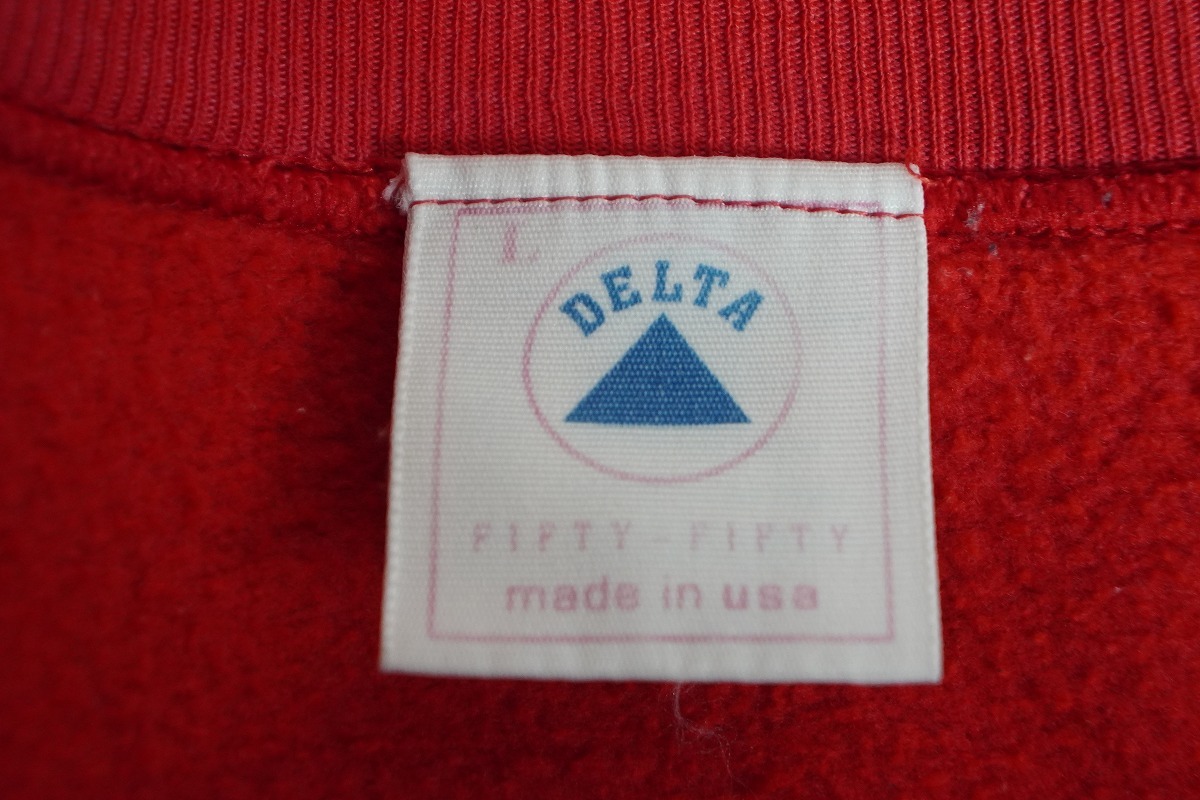 L
DELTA
FIFTY-FIFTY
made in usa